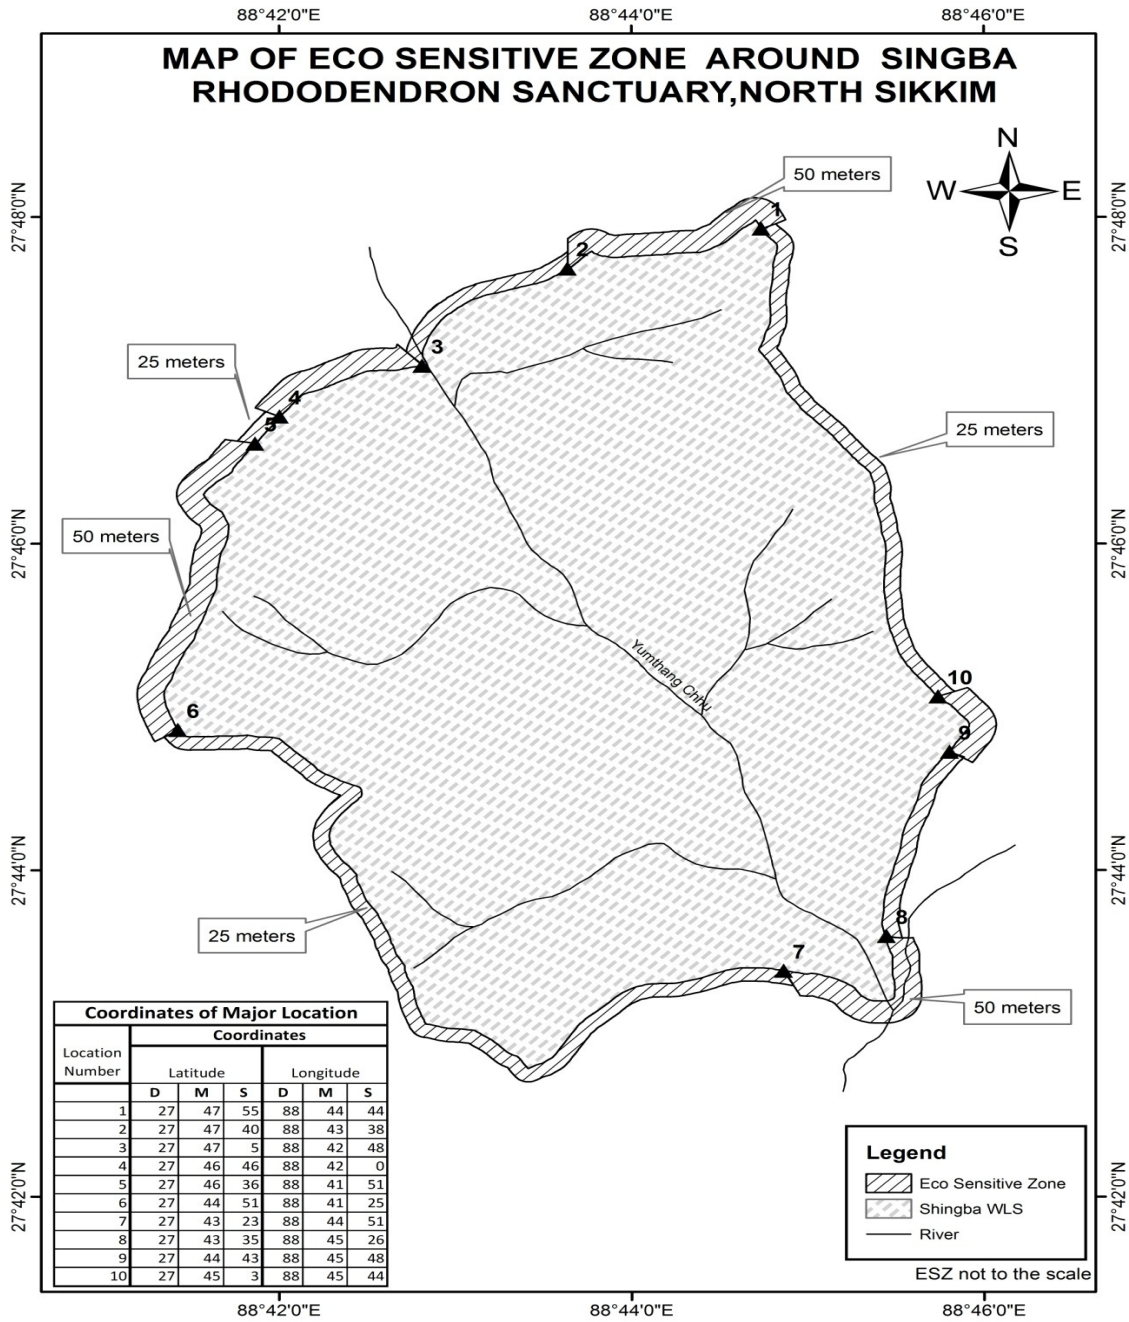 88°42'0"E 88°44'0"E 88°46'0"E
MAP OF ECO SENSITIVE ZONE AROUND SINGBA
RHODODENDRON SANCTUARY,NORTH SIKKIM
N
W E
S
50 meters
27°48'0"N 27°48'0"N
1
2
3
25 meters
4
5
25 meters
50 meters
27°46'0"N 27°46'0"N
Yumthang Chhu
10
6
9
27°44'0"N 27°44'0"N
8
25 meters
7
50 meters
Coordinates of Major Location
Location Number
Coordinates
Latitude Longitude
D M S D M S
1 27 47 55 88 44 44
2 27 47 40 88 43 38
3 27 47 5 88 42 48
4 27 46 46 88 42 0
5 27 46 36 88 41 51
6 27 44 51 88 41 25
7 27 43 23 88 44 51
8 27 43 35 88 45 26
9 27 44 43 88 45 48
10 27 45 3 88 45 44
Legend
Eco Sensitive Zone
Shingba WLS
River
27°42'0"N 27°42'0"N
ESZ not to the scale
88°42'0"E 88°44'0"E 88°46'0"E